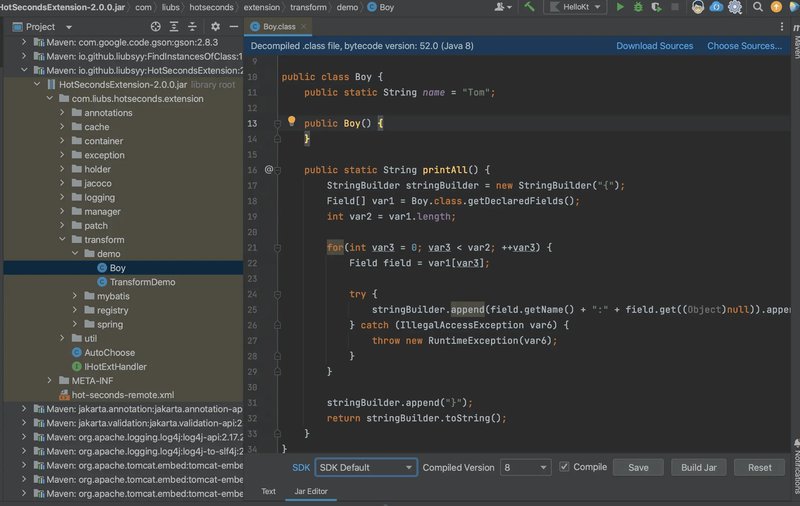 HotSecondsExtension-2.0.0.jar › com › liubs › hotseconds › extension › transform › demo › Boy
HelloKt
Project
Boy.class
Maven: com.google.code.gson:gson:2.8.3
Maven: io.github.liubsyy:FindInstancesOfClass:1
Maven: io.github.liubsyy:HotSecondsExtension:2
HotSecondsExtension-2.0.0.jar library root
com.liubs.hotseconds.extension
annotations
cache
container
exception
holder
jacoco
logging
manager
patch
transform
demo
Boy
TransformDemo
mybatis
registry
spring
util
AutoChoose
IHotExtHandler
META-INF
hot-seconds-remote.xml
Maven: jakarta.annotation:jakarta.annotation-ap
Maven: jakarta.validation:jakarta.validation-api:2
Maven: org.apache.logging.log4j:log4j-api:2.17.2
Maven: org.apache.logging.log4j:log4j-to-slf4j:2
Maven: org.apache.tomcat.embed:tomcat-embe
Maven: org.apache.tomcat.embed:tomcat-embe
Maven: org.apache.tomcat.embed:tomcat-embe
Decompiled .class file, bytecode version: 52.0 (Java 8) Download Sources Choose Sources...
9
10 public class Boy {
11 public static String name = "Tom";
12
13 public Boy() {
14 }
15
16 @ public static String printAll() {
17 StringBuilder stringBuilder = new StringBuilder("{");
18 Field[] var1 = Boy.class.getDeclaredFields();
19 int var2 = var1.length;
20
21 for(int var3 = 0; var3 < var2; ++var3) {
22 Field field = var1[var3];
23
24 try {
25 stringBuilder.append(field.getName() + ":" + field.get((Object)null)).appe
26 } catch (IllegalAccessException var6) {
27 throw new RuntimeException(var6);
28 }
29 }
30
31 stringBuilder.append("}");
32 return stringBuilder.toString();
33 }
34 }
SDK SDK Default Compiled Version 8 Compile Save Build Jar Reset
Text Jar Editor
Maven
Notifications